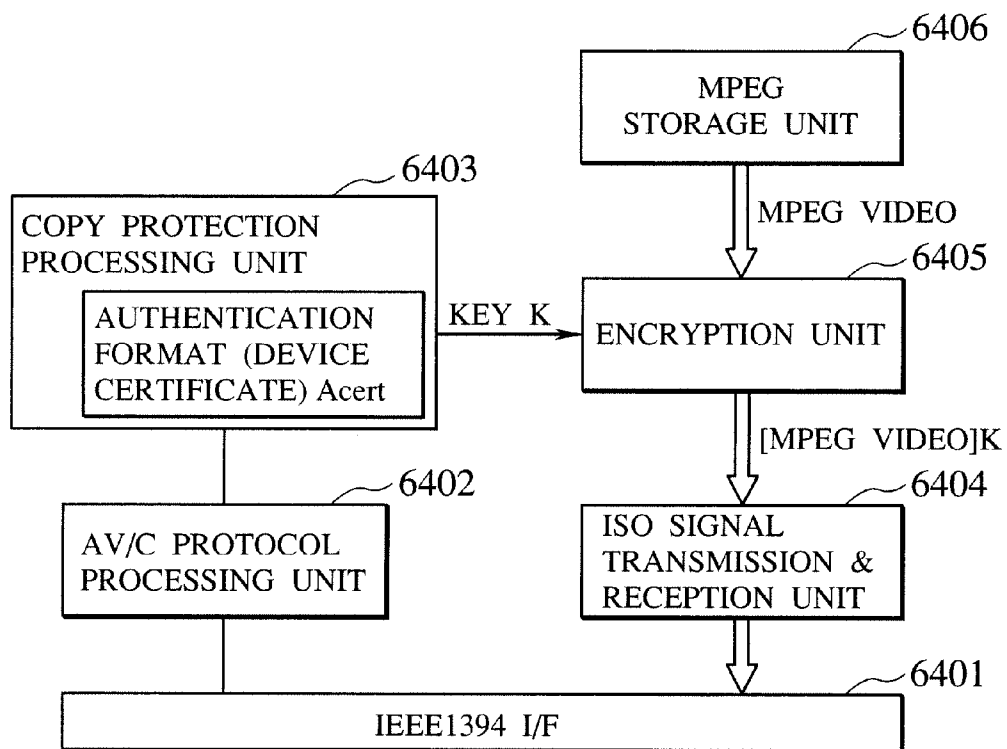 6406
MPEG
STORAGE UNIT
6403
COPY PROTECTION
PROCESSING UNIT
MPEG VIDEO
6405
AUTHENTICATION
FORMAT (DEVICE
CERTIFICATE) Acert
KEY K
ENCRYPTION UNIT
[MPEG VIDEO]K
6402
6404
AV/C PROTOCOL
PROCESSING UNIT
ISO SIGNAL
TRANSMISSION &
RECEPTION UNIT
6401
IEEE1394 I/F